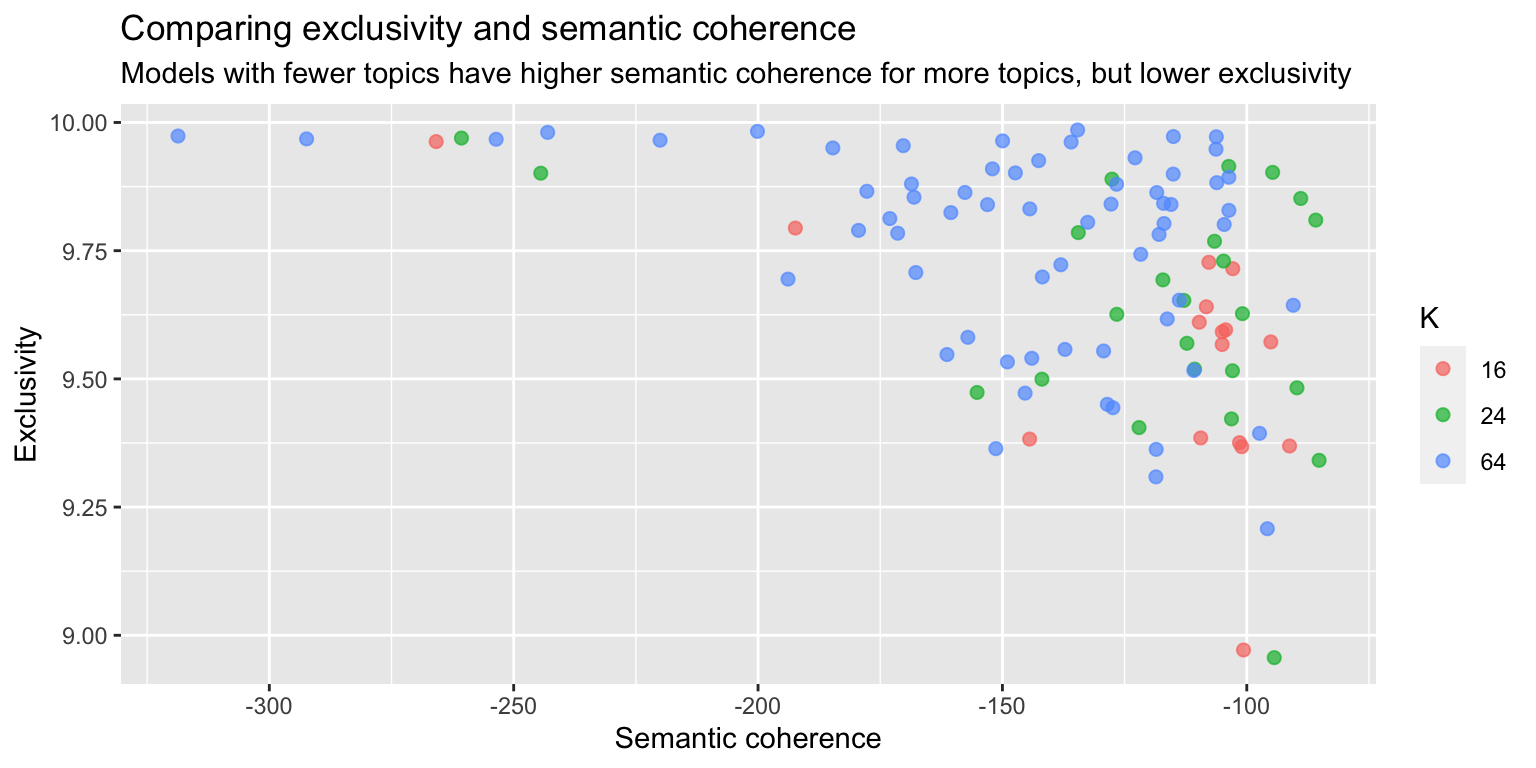 Comparing exclusivity and semantic coherence
Models with fewer topics have higher semantic coherence for more topics, but lower exclusivity
10.00
9.75
9.50
9.25
9.00
Exclusivity
-300
-250
-200
-150
-100
Semantic coherence
K
16
24
64